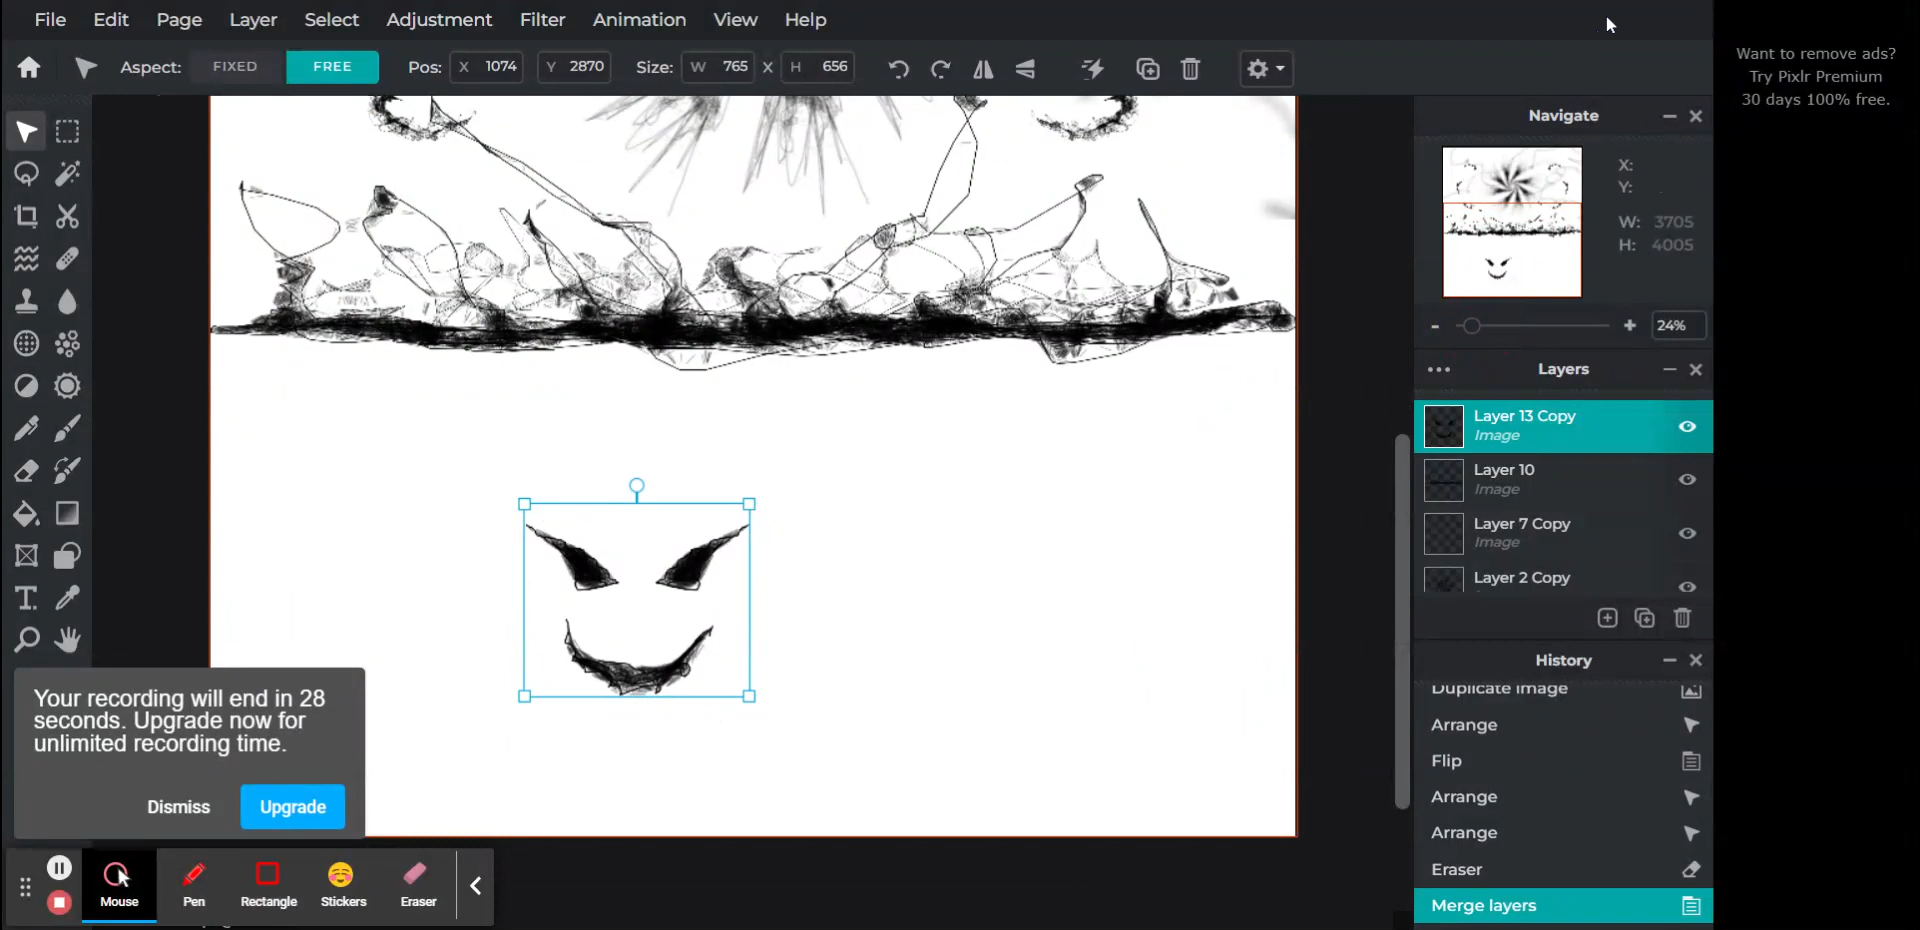 File Edit Page Layer Select Adjustment Filter Animation View Help
Aspect: FIXED FREE Pos: X 1074 Y 2870 Size: W 765 X H 656
Want to remove ads?
Try Pixlr Premium
30 days 100% free.
Navigate
X:
Y:
W: 3705
H: 4005
24%
Layers
Layer 13 Copy
Image
Layer 10
Image
Layer 7 Copy
Image
Layer 2 Copy
History
Duplicate image
Arrange
Flip
Arrange
Arrange
Eraser
Merge layers
Your recording will end in 28
seconds. Upgrade now for
unlimited recording time.
Dismiss Upgrade
Mouse Pen Rectangle Stickers Eraser